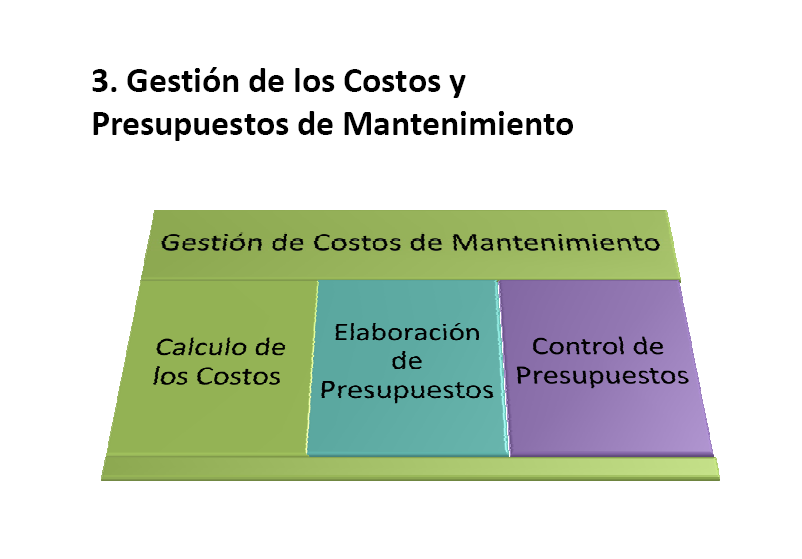 3. Gestión de los Costos y
Presupuestos de Mantenimiento
Gestión de Costos de Mantenimiento
Calculo de
los Costos
Elaboración
de
Presupuestos
Control de
Presupuestos